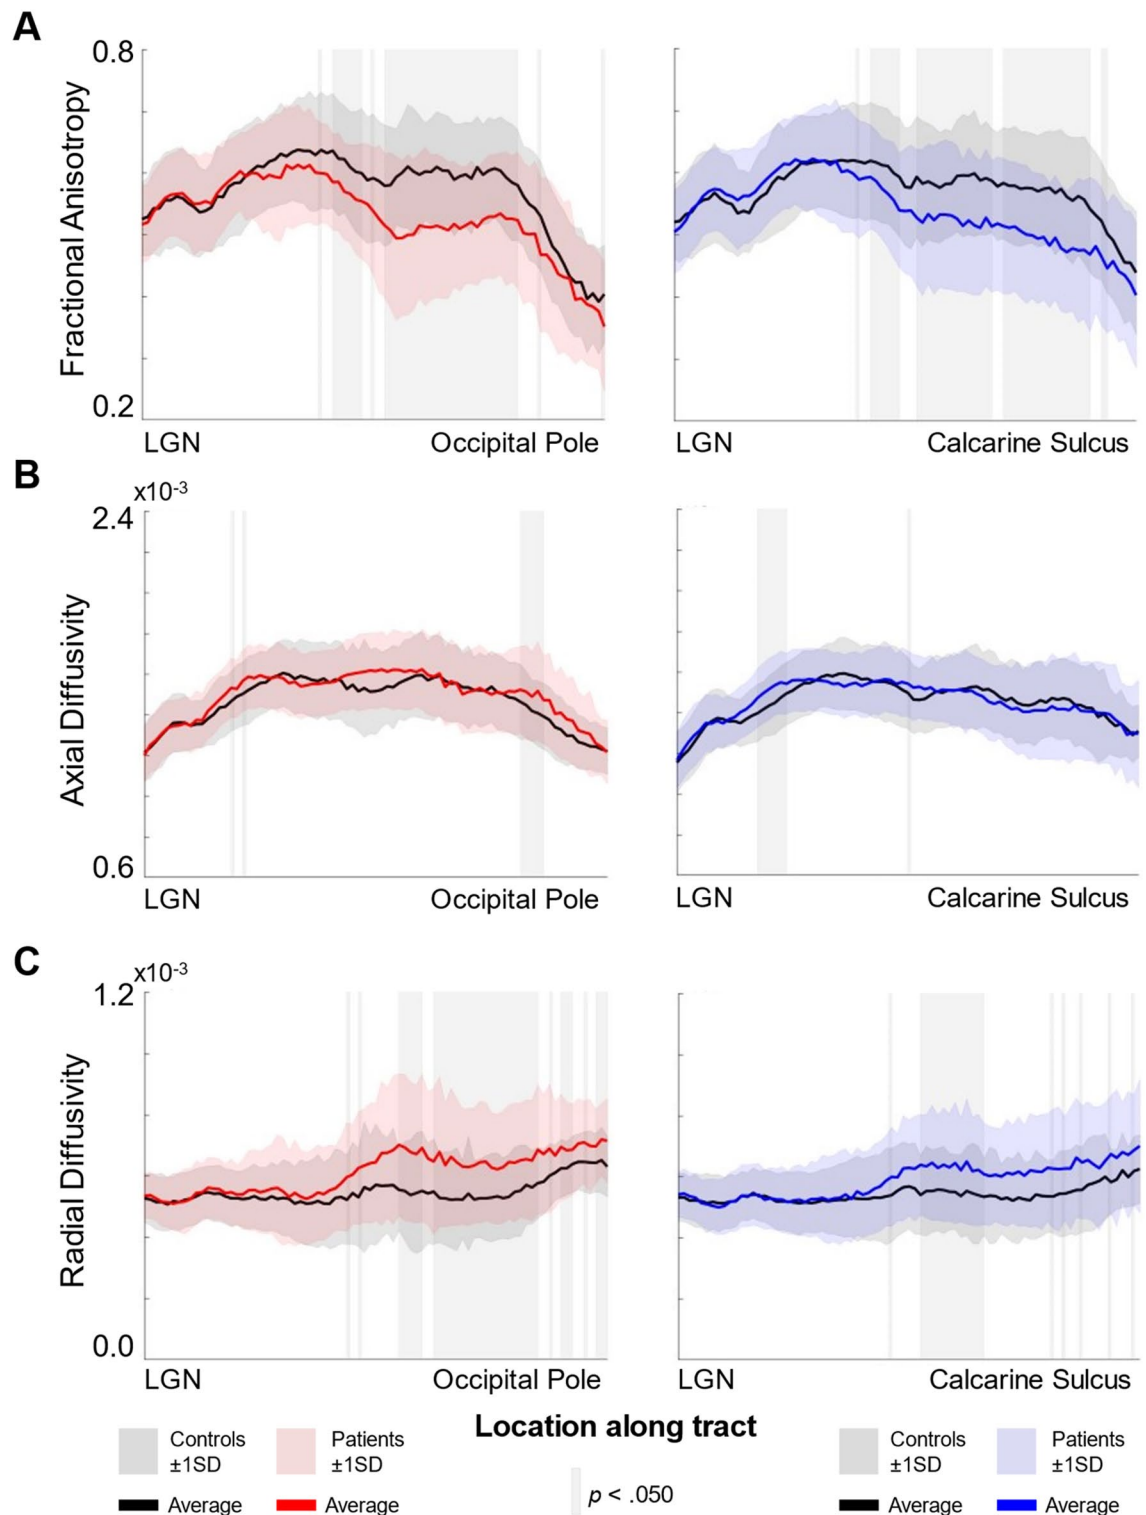 A
0.8
Fractional Anisotropy
0.2
LGN
Occipital Pole
LGN
Calcarine Sulcus
B
x10-3
2.4
Axial Diffusivity
0.6
LGN
Occipital Pole
LGN
Calcarine Sulcus
C
x10-3
1.2
Radial Diffusivity
0.0
LGN
Occipital Pole
LGN
Calcarine Sulcus
Location along tract
Controls
±1SD
Patients
±1SD
Average
Average
p < .050
Controls
±1SD
Patients
±1SD
Average
Average